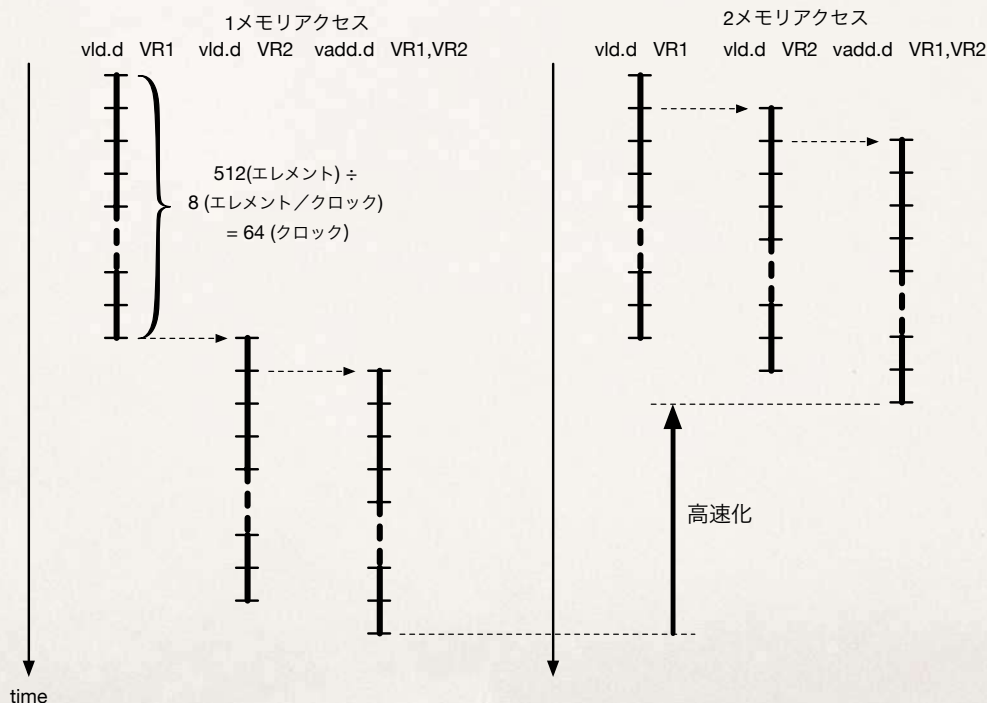 1メモリアクセス
vld.d VR1 vld.d VR2 vadd.d VR1,VR2
512(エレメント) ÷
8 (エレメント／クロック)
= 64 (クロック)
time
2メモリアクセス
vld.d VR1 vld.d VR2 vadd.d VR1,VR2
高速化